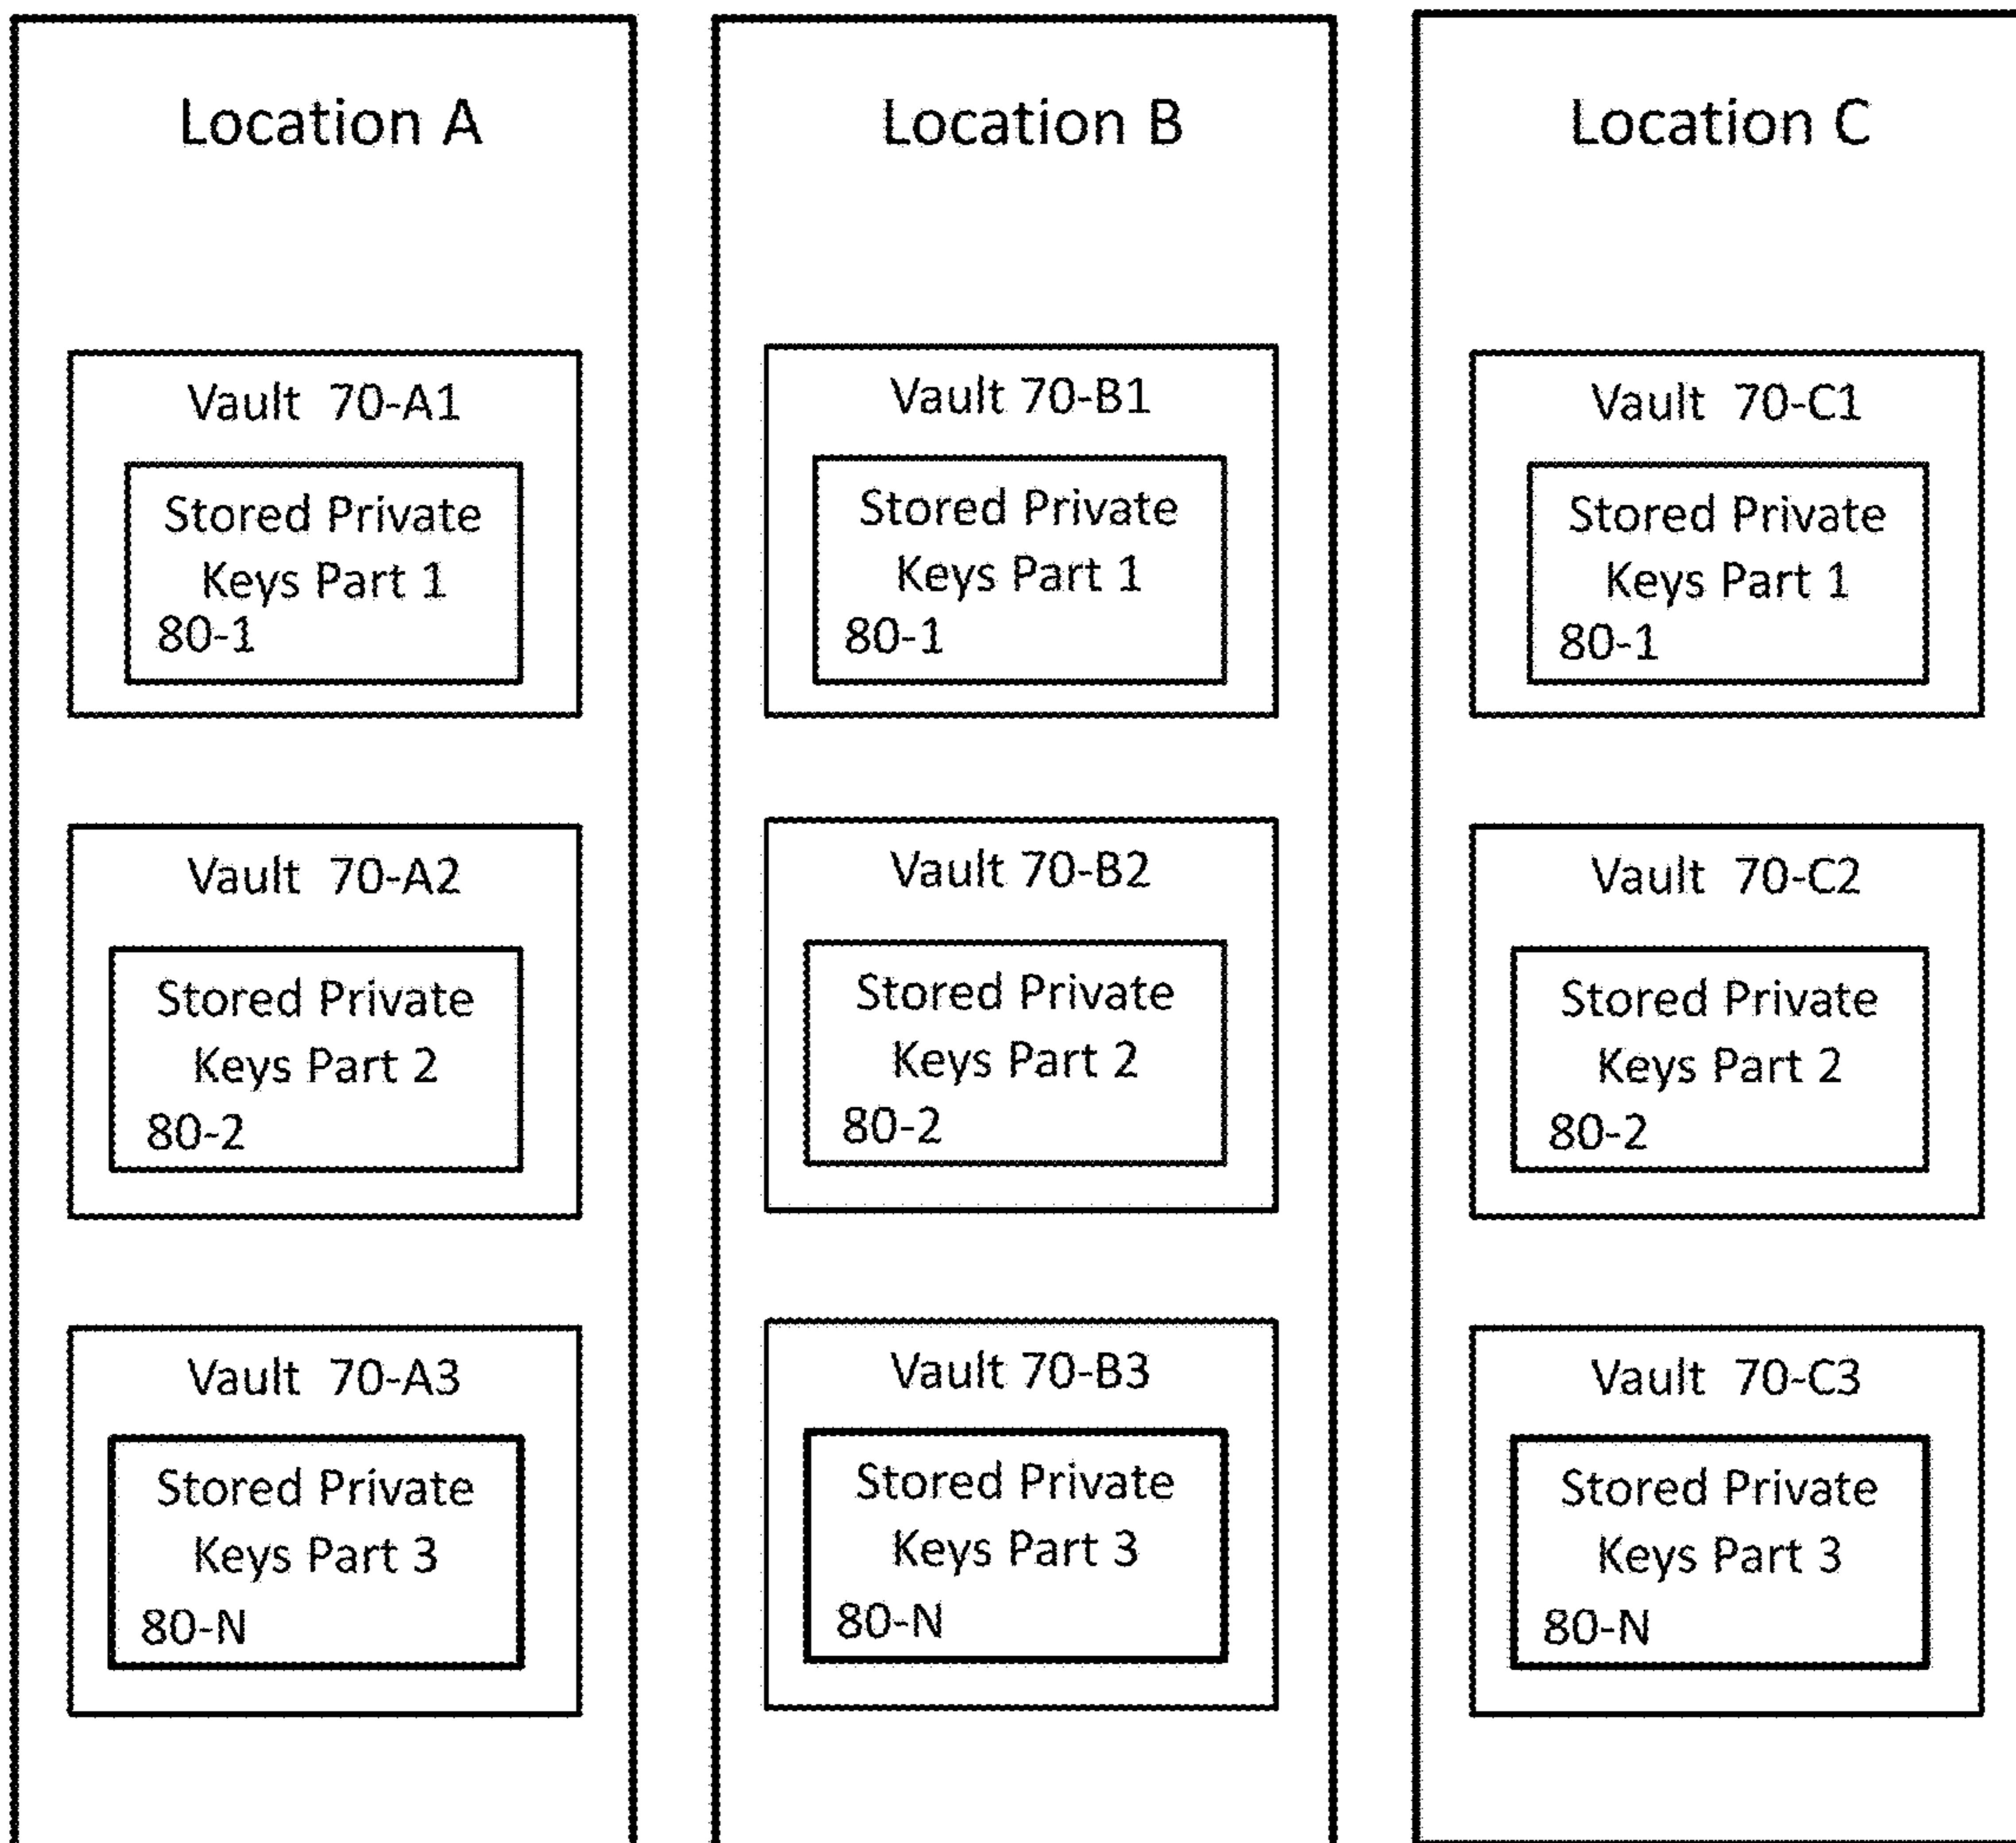 Location A
Vault 70-A1
Stored Private
Keys Part 1
80-1
Vault 70-A2
Stored Private
Keys Part 2
80-2
Vault 70-A3
Stored Private
Keys Part 3
80-N
Location B
Vault 70-B1
Stored Private
Keys Part 1
80-1
Vault 70-B2
Stored Private
Keys Part 2
80-2
Vault 70-B3
Stored Private
Keys Part 3
80-N
Location C
Vault 70-C1
Stored Private
Keys Part 1
80-1
Vault 70-C2
Stored Private
Keys Part 2
80-2
Vault 70-C3
Stored Private
Keys Part 3
80-N